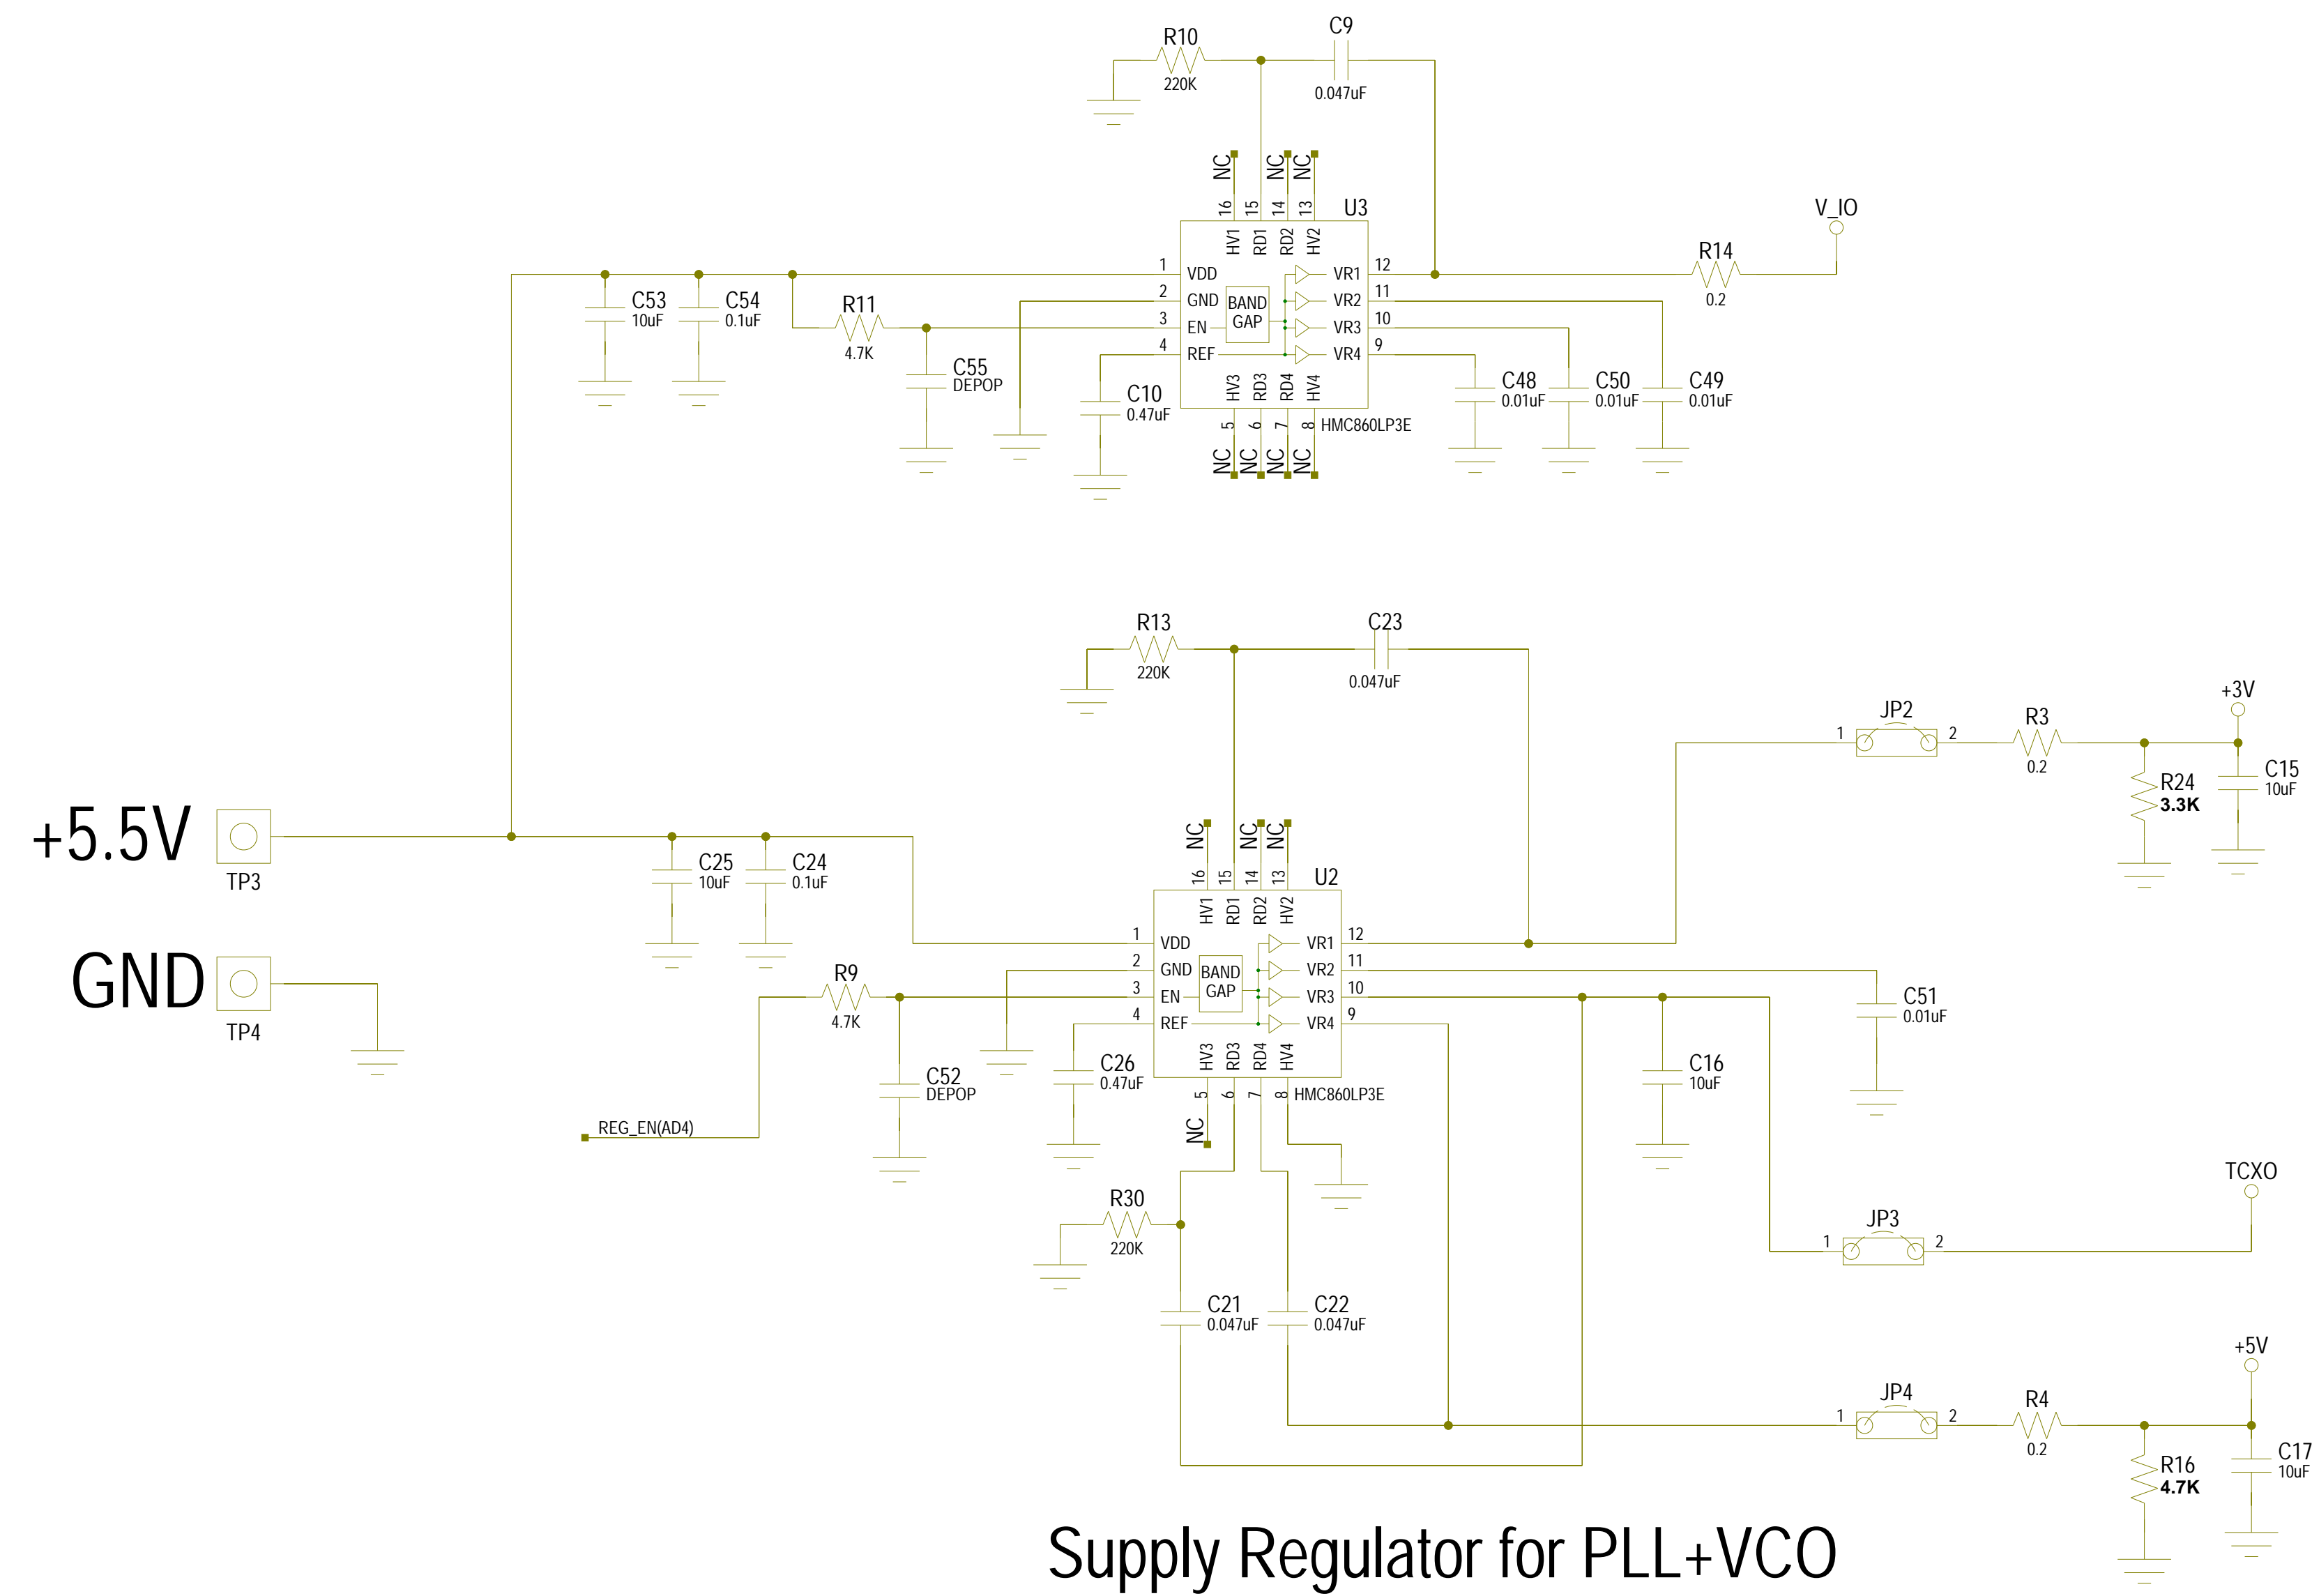 C9
R10
220K
0.047uF
NC
NC
NC
16
15
14
13
U3
HV1
RD1
RD2
HV2
V_IO
R14
0.2
1
VDD
VR1
12
2
GND
BAND
GAP
VR2
11
3
EN
VR3
10
4
REF
VR4
9
C53
10uF
C54
0.1uF
R11
4.7K
C55
DEPOP
C10
0.47uF
HV3
RD3
RD4
HV4
5
6
7
8
HMC860LP3E
NC
NC
NC
NC
C48
0.01uF
C50
0.01uF
C49
0.01uF
R13
220K
C23
0.047uF
+3V
JP2
1
2
R3
0.2
R24
3.3K
C15
10uF
+5.5V
TP3
C25
10uF
C24
0.1uF
NC
NC
NC
16
15
14
13
U2
HV1
RD1
RD2
HV2
GND
TP4
1
VDD
VR1
12
2
GND
BAND
GAP
VR2
11
3
EN
VR3
10
4
REF
VR4
9
R9
4.7K
C51
0.01uF
C52
DEPOP
C26
0.47uF
HV3
RD3
RD4
HV4
5
6
7
8
HMC860LP3E
NC
C16
10uF
REG_EN(AD4)
TCXO
R30
220K
JP3
1
2
C21
0.047uF
C22
0.047uF
+5V
JP4
1
2
R4
0.2
R16
4.7K
C17
10uF
Supply Regulator for PLL+VCO